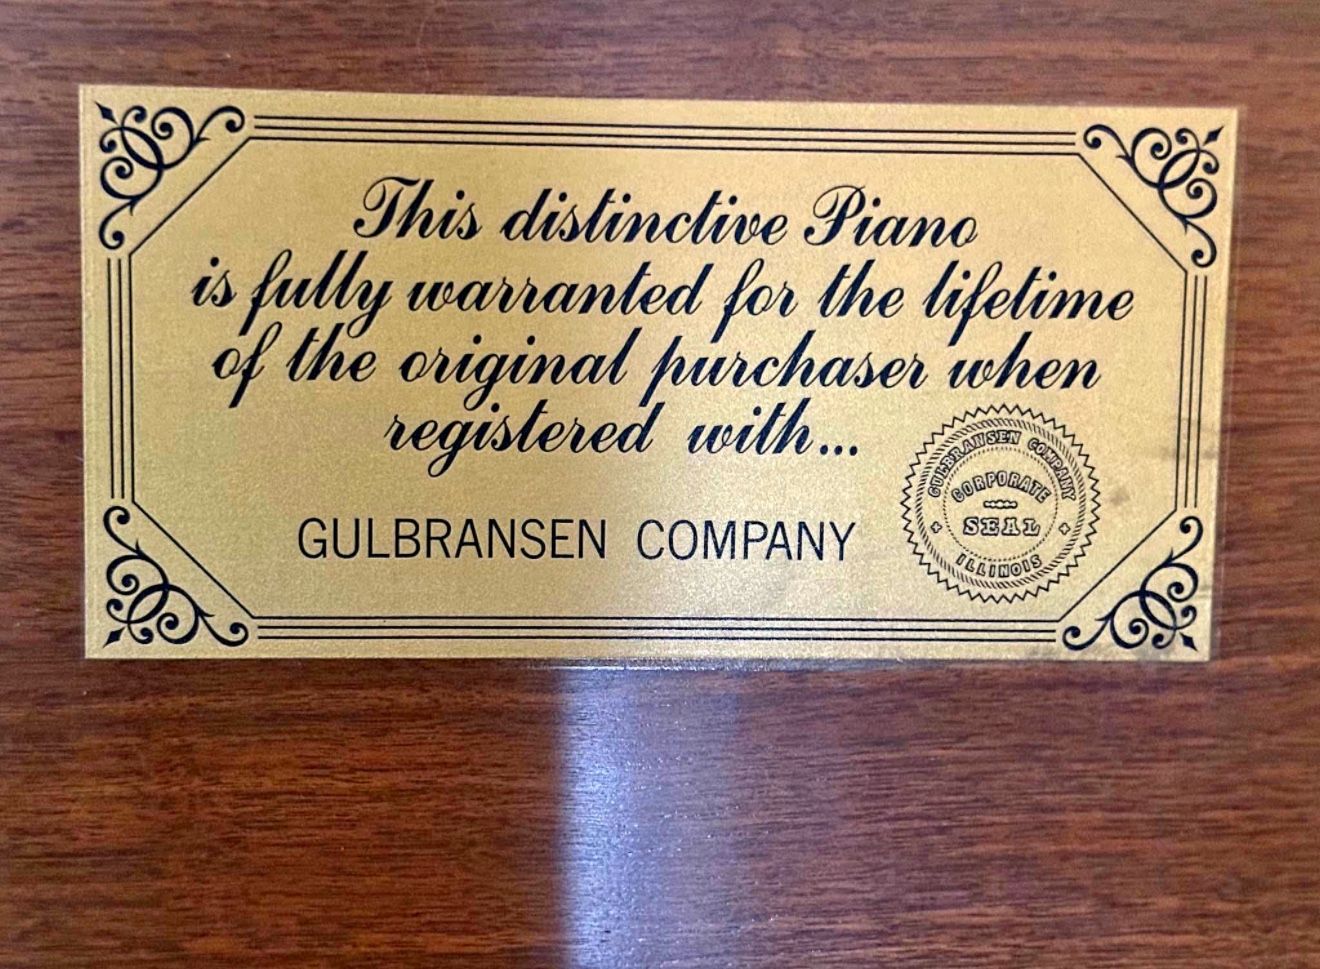 This distinctive Piano
is fully warranted for the lifetime
of the original purchaser when
registered with...
GULBRANSEN COMPANY
GULBRANSEN COMPANY
CORPORATE
SEAL
ILLINOIS